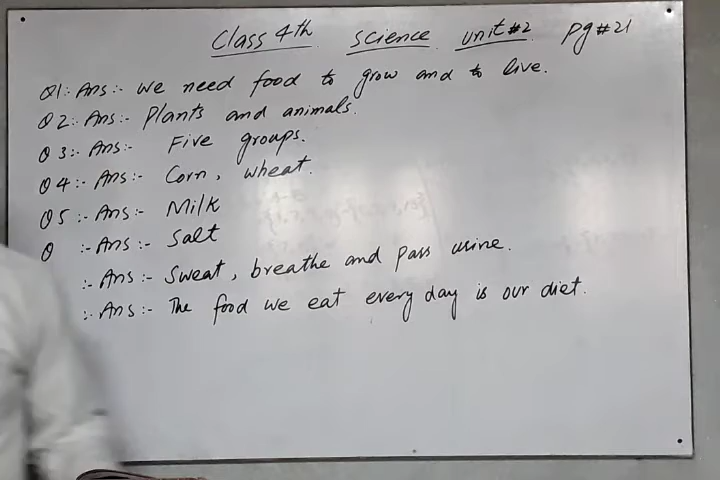 Class 4th Science unit #2 Pg #21
Q1:- Ans:- We need food to grow and to live.
Q2:- Ans:- Plants and animals.
Q3:- Ans:- Five groups.
Q4:- Ans:- Corn, wheat.
Q5:- Ans:- Milk
Q :- Ans:- Salt
:- Ans:- Sweat, breathe and pass urine.
:- Ans:- The food we eat every day is our diet.